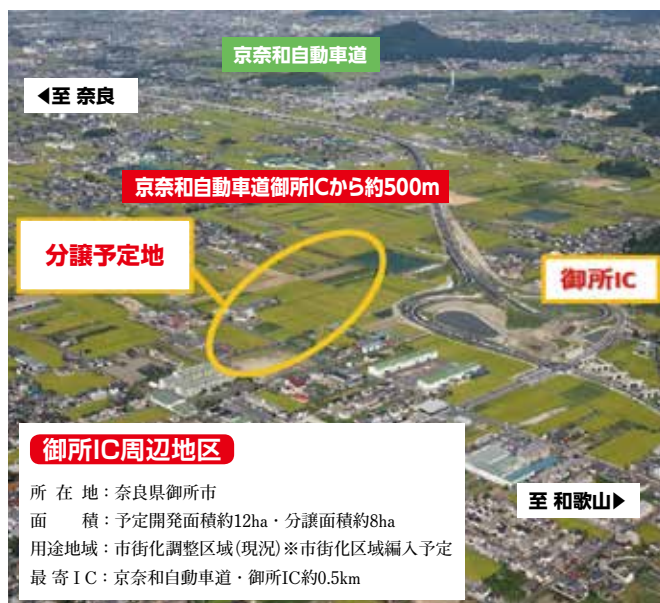 京奈和自動車道
◀至 奈良
京奈和自動車道御所ICから約500m
分譲予定地
御所IC
御所IC周辺地区
所 在 地：奈良県御所市
面　　積：予定開発面積約12ha・分譲面積約8ha
用途地域：市街化調整区域(現況)※市街化区域編入予定
最 寄 I C：京奈和自動車道・御所IC約0.5km
至 和歌山▶